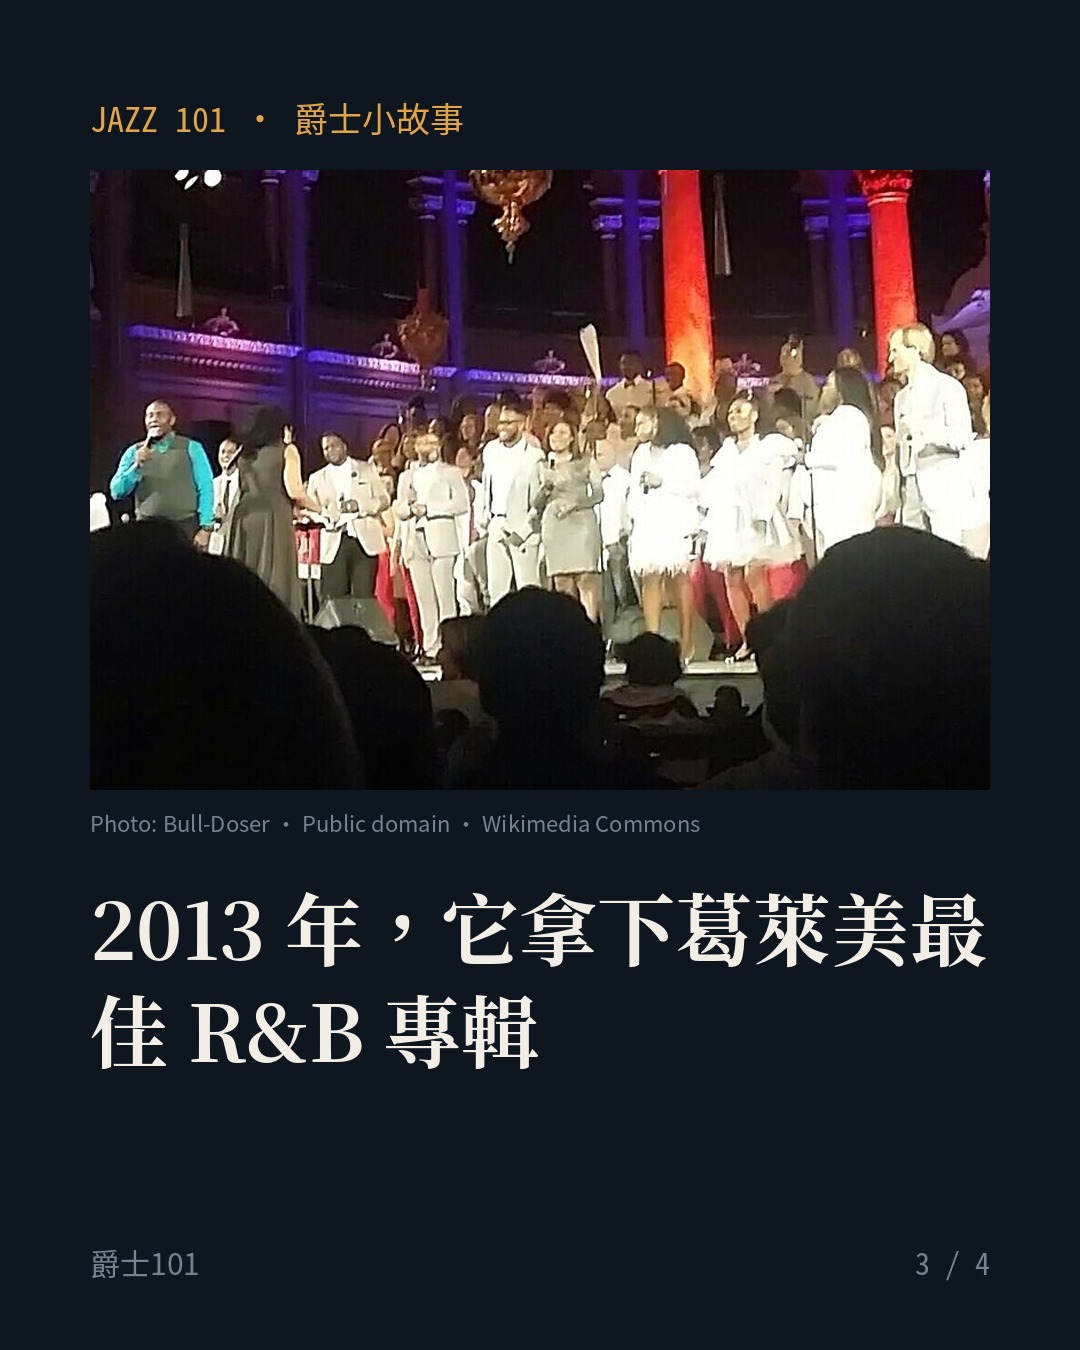 JAZZ 101 · 爵士小故事
Photo: Bull-Doser · Public domain · Wikimedia Commons
2013 年，它拿下葛萊美最
佳 R&B 專輯
爵士101
3 / 4